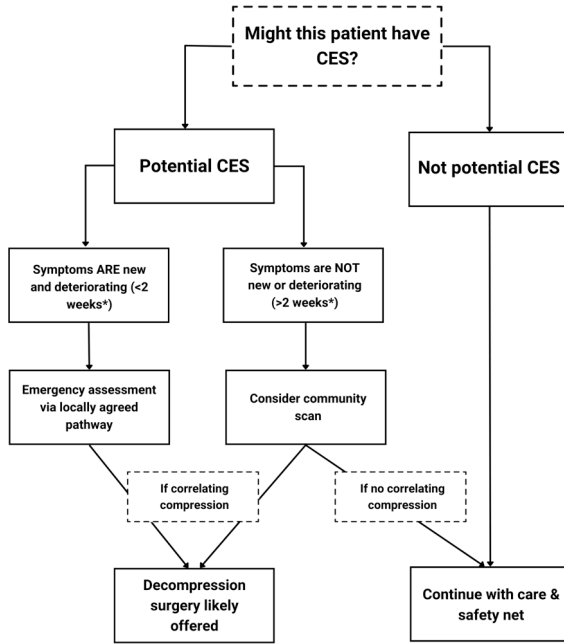 Might this patient have
CES?
Potential CES
Not potential CES
Symptoms ARE new
and deteriorating (<2
weeks*)
Symptoms are NOT
new or deteriorating
(>2 weeks*)
Emergency assessment
via locally agreed
pathway
Consider community
scan
If correlating
compression
If no correlating
compression
Decompression
surgery likely
offered
Continue with care &
safety net